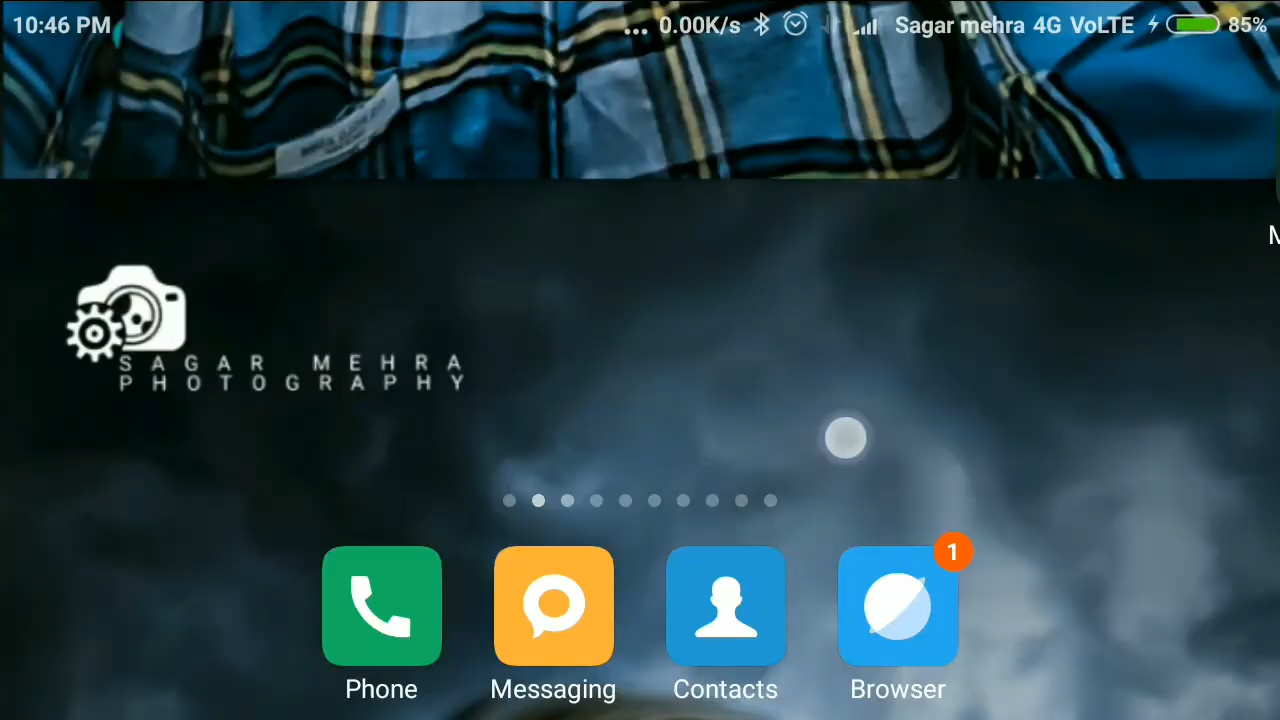 10:46 PM ... 0.00K/s Sagar mehra 4G VoLTE 85%
M
SAGAR MEHRA
PHOTOGRAPHY
1
Phone Messaging Contacts Browser